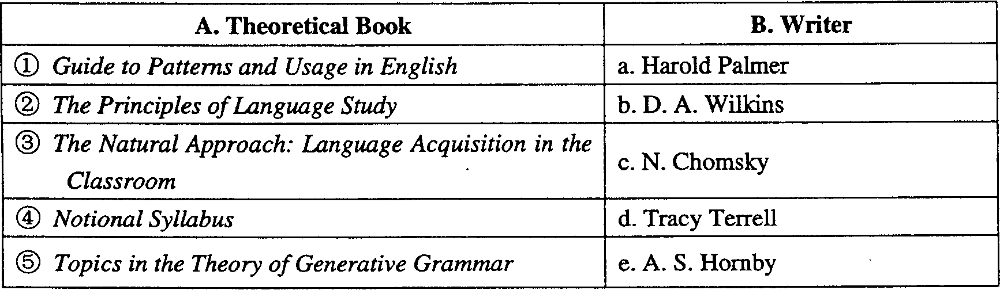 A. Theoretical Book B. Writer
① Guide to Patterns and Usage in English a. Harold Palmer
② The Principles of Language Study b. D. A. Wilkins
③ The Natural Approach: Language Acquisition in the
Classroom c. N. Chomsky
④ Notional Syllabus d. Tracy Terrell
⑤ Topics in the Theory of Generative Grammar e. A. S. Hornby